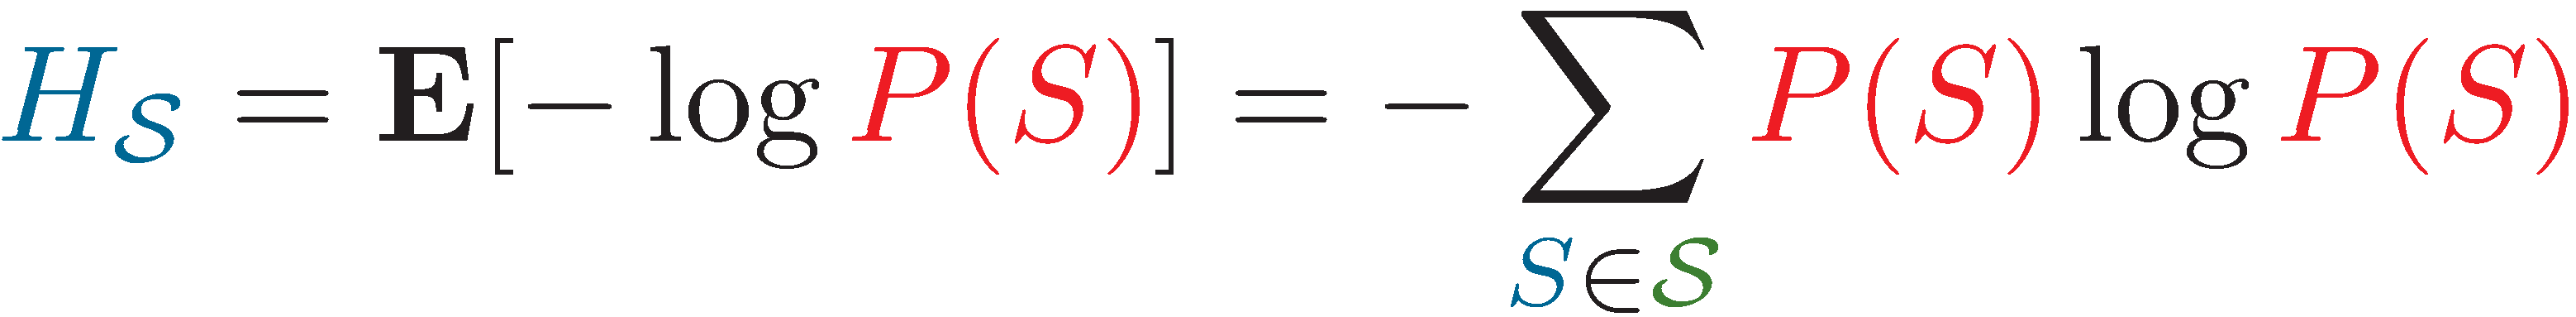 H_𝒮 = E[− log P(S)] = − ∑_{S∈𝒮} P(S) log P(S)